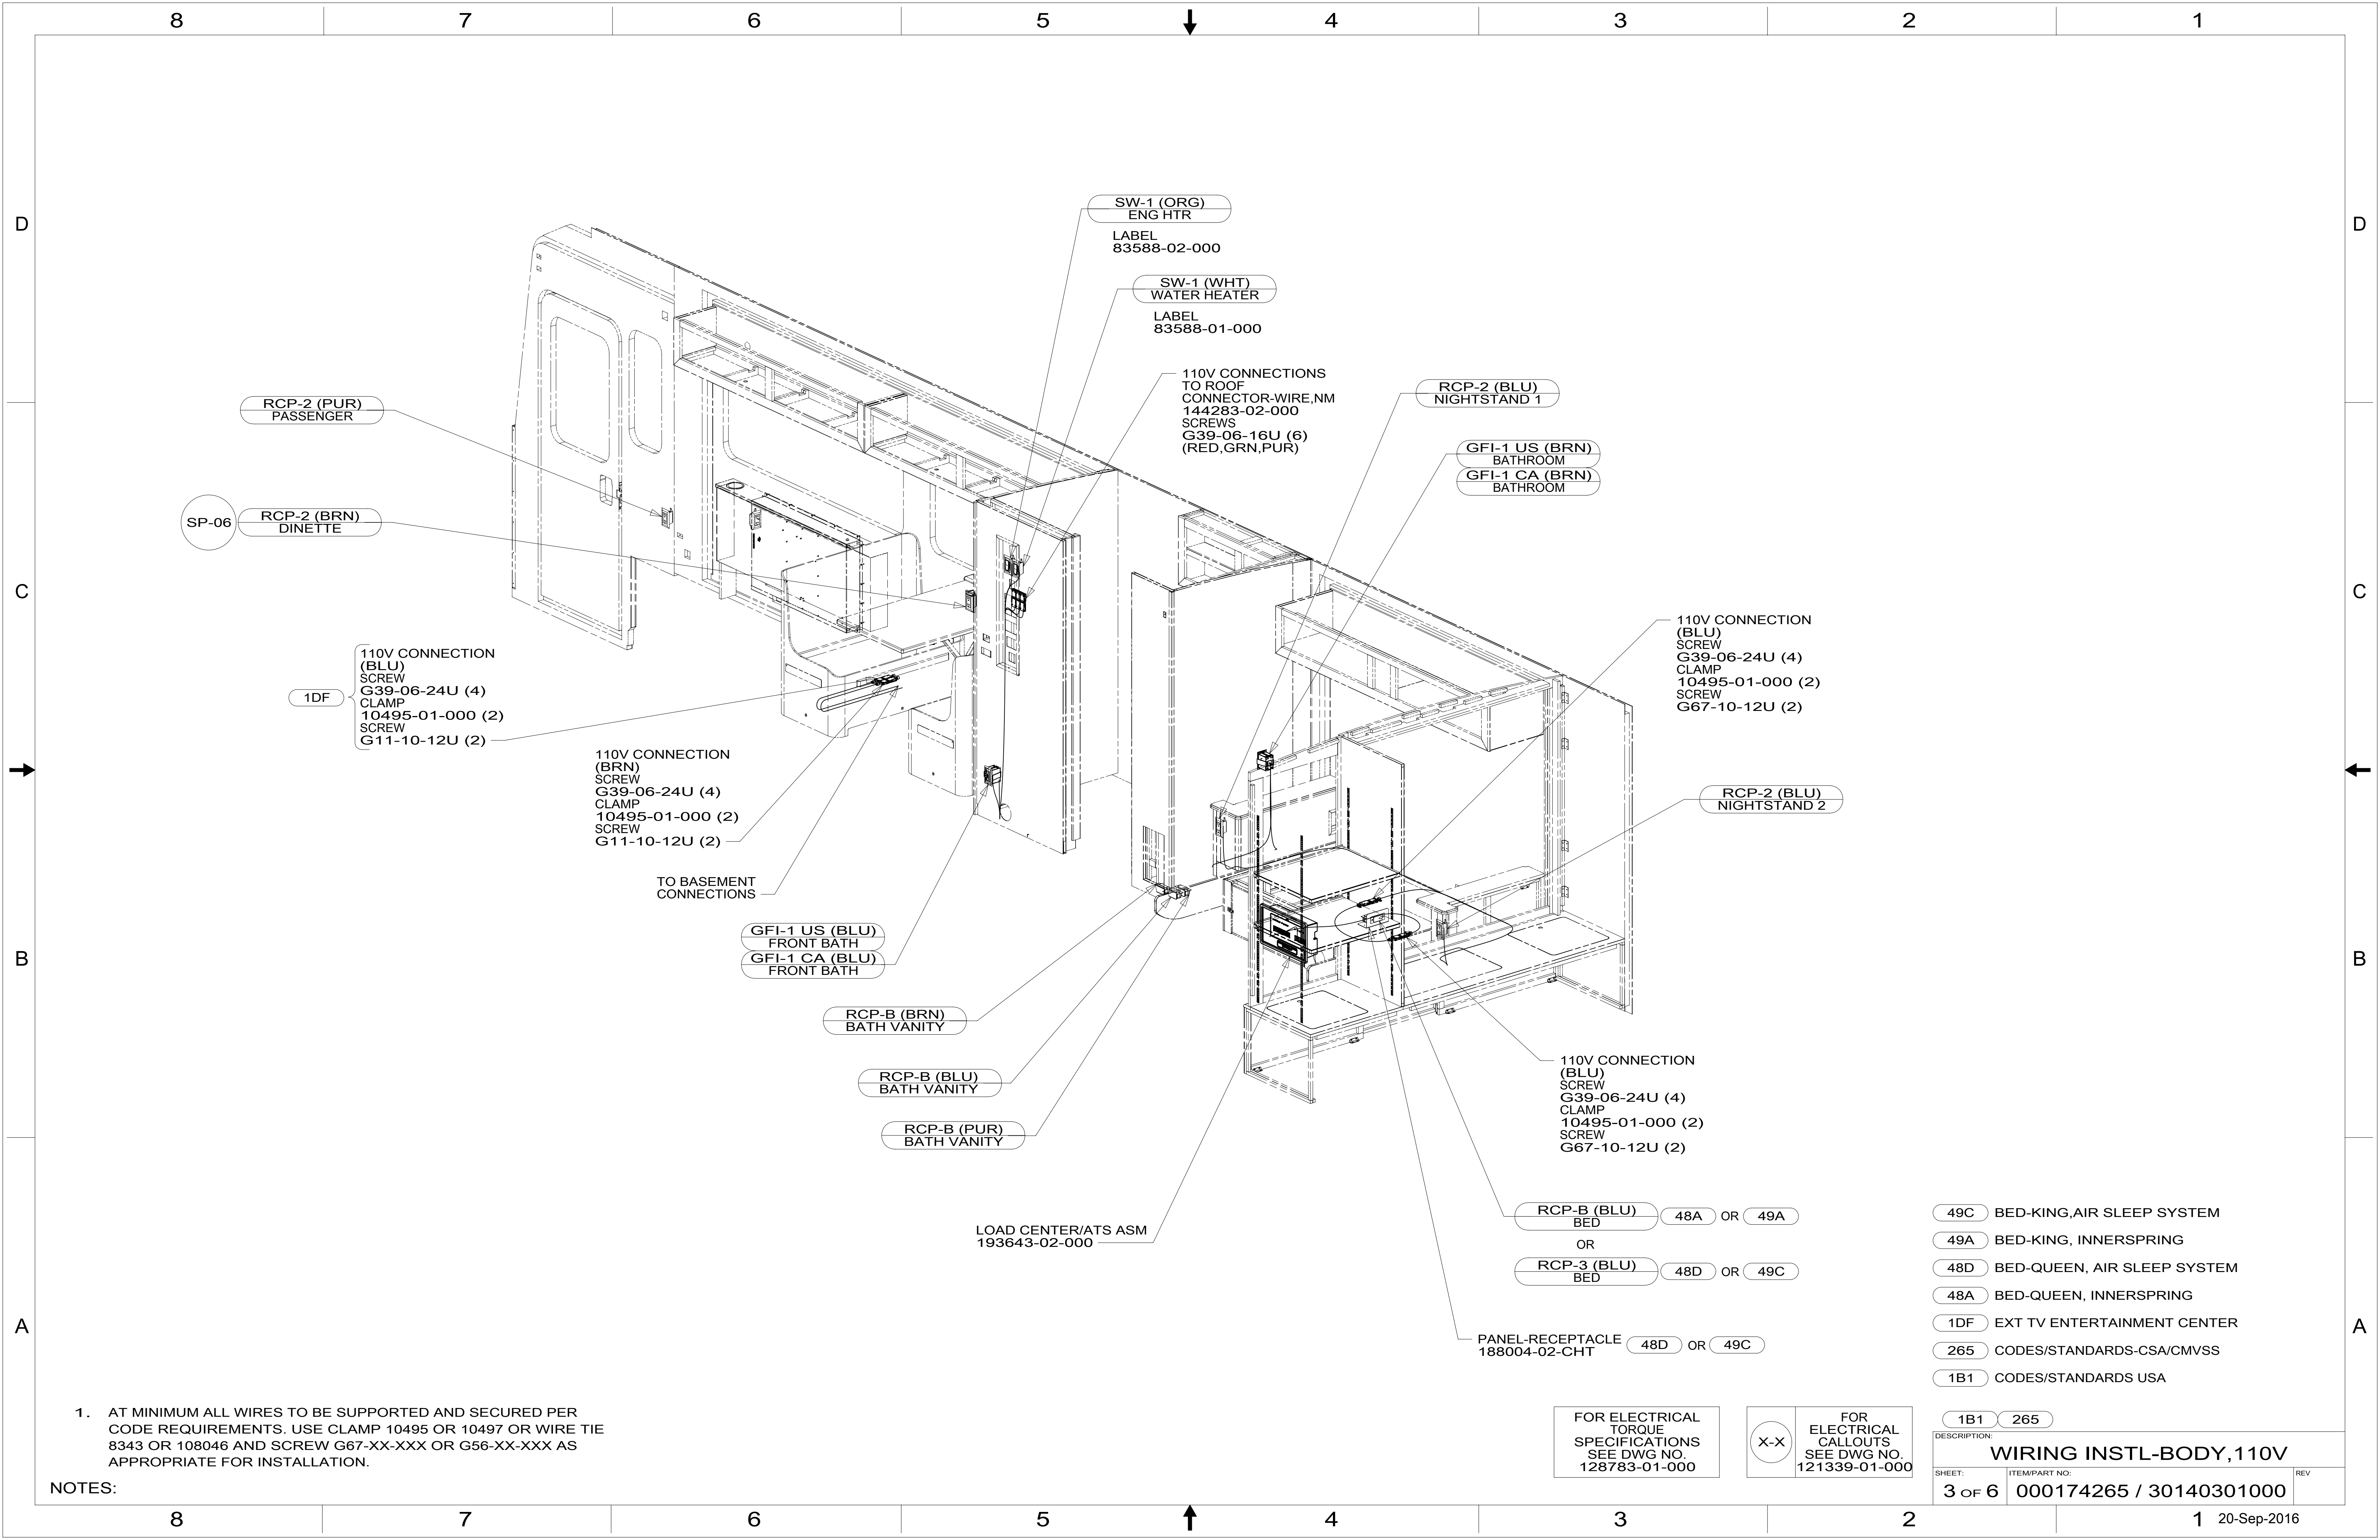 8 7 6 5 4 3 2 1
D
D
C
C
B
B
A
A
SW-1 (ORG)
ENG HTR
LABEL
83588-02-000
SW-1 (WHT)
WATER HEATER
LABEL
83588-01-000
110V CONNECTIONS
TO ROOF
CONNECTOR-WIRE,NM
144283-02-000
SCREWS
G39-06-16U (6)
(RED,GRN,PUR)
RCP-2 (BLU)
NIGHTSTAND 1
GFI-1 US (BRN)
BATHROOM
GFI-1 CA (BRN)
BATHROOM
RCP-2 (PUR)
PASSENGER
SP-06
RCP-2 (BRN)
DINETTE
1DF
110V CONNECTION
(BLU)
SCREW
G39-06-24U (4)
CLAMP
10495-01-000 (2)
SCREW
G11-10-12U (2)
110V CONNECTION
(BRN)
SCREW
G39-06-24U (4)
CLAMP
10495-01-000 (2)
SCREW
G11-10-12U (2)
TO BASEMENT
CONNECTIONS
GFI-1 US (BLU)
FRONT BATH
GFI-1 CA (BLU)
FRONT BATH
RCP-B (BRN)
BATH VANITY
RCP-B (BLU)
BATH VANITY
RCP-B (PUR)
BATH VANITY
LOAD CENTER/ATS ASM
193643-02-000
110V CONNECTION
(BLU)
SCREW
G39-06-24U (4)
CLAMP
10495-01-000 (2)
SCREW
G67-10-12U (2)
RCP-2 (BLU)
NIGHTSTAND 2
110V CONNECTION
(BLU)
SCREW
G39-06-24U (4)
CLAMP
10495-01-000 (2)
SCREW
G67-10-12U (2)
RCP-B (BLU)
BED
48A OR 49A
OR
RCP-3 (BLU)
BED
48D OR 49C
PANEL-RECEPTACLE
188004-02-CHT
48D OR 49C
49C BED-KING,AIR SLEEP SYSTEM
49A BED-KING, INNERSPRING
48D BED-QUEEN, AIR SLEEP SYSTEM
48A BED-QUEEN, INNERSPRING
1DF EXT TV ENTERTAINMENT CENTER
265 CODES/STANDARDS-CSA/CMVSS
1B1 CODES/STANDARDS USA
1. AT MINIMUM ALL WIRES TO BE SUPPORTED AND SECURED PER
CODE REQUIREMENTS. USE CLAMP 10495 OR 10497 OR WIRE TIE
8343 OR 108046 AND SCREW G67-XX-XXX OR G56-XX-XXX AS
APPROPRIATE FOR INSTALLATION.
NOTES:
FOR ELECTRICAL
TORQUE
SPECIFICATIONS
SEE DWG NO.
128783-01-000
X-X
FOR
ELECTRICAL
CALLOUTS
SEE DWG NO.
121339-01-000
1B1 265
DESCRIPTION:
WIRING INSTL-BODY,110V
SHEET:
3 OF 6
ITEM/PART NO:
000174265 / 30140301000
REV
8 7 6 5 4 3 2 1
20-Sep-2016